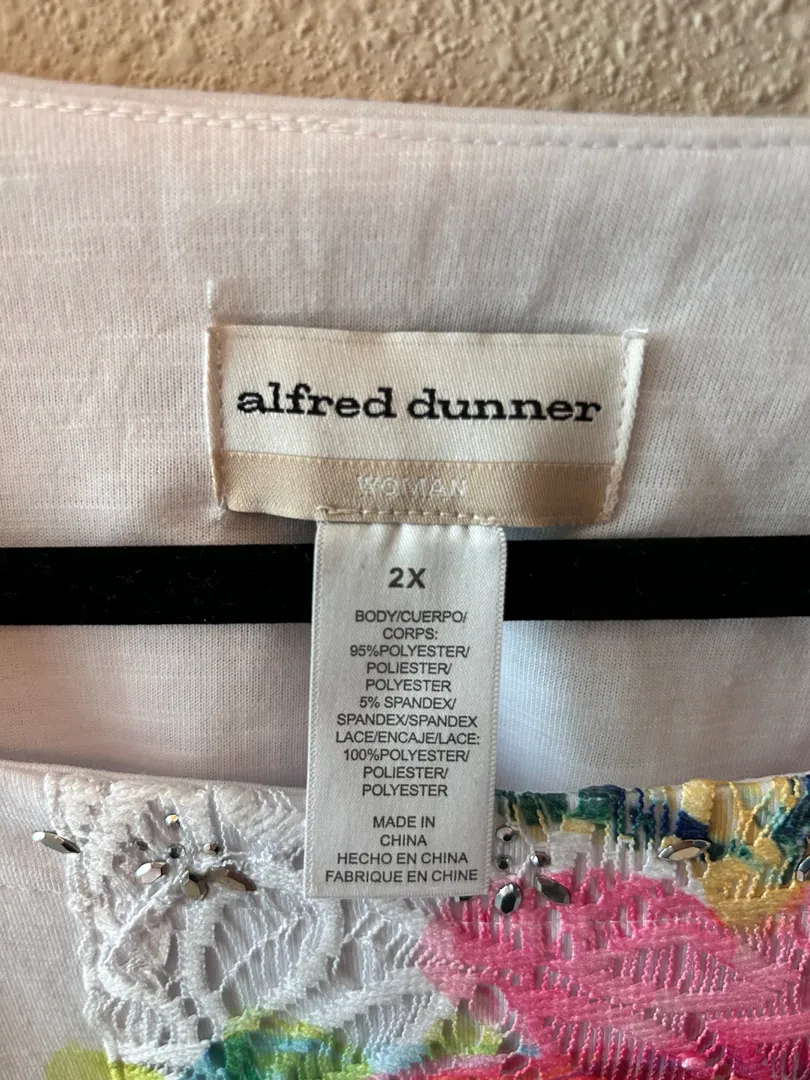 alfred dunner
WOMAN
2X
BODY/CUERPO/
CORPS:
95%POLYESTER/
POLIESTER/
POLYESTER
5% SPANDEX/
SPANDEX/SPANDEX
LACE/ENCAJE/LACE:
100%POLYESTER/
POLIESTER/
POLYESTER
MADE IN
CHINA
HECHO EN CHINA
FABRIQUE EN CHINE